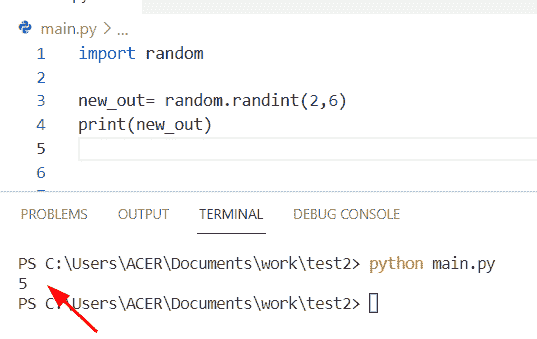 main.py > ...
1 import random
2
3 new_out= random.randint(2,6)
4 print(new_out)
5
6
PROBLEMS OUTPUT TERMINAL DEBUG CONSOLE
PS C:\Users\ACER\Documents\work\test2> python main.py
5
PS C:\Users\ACER\Documents\work\test2>